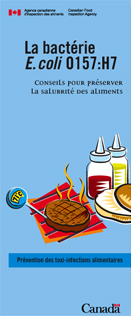 Agence canadienne
d'inspection des aliments
Canadian Food
Inspection Agency
La bactérie
E. coli O157:H7
Conseils pour préserver
la salubrité des aliments
Prévention des toxi-infections alimentaires
Canada